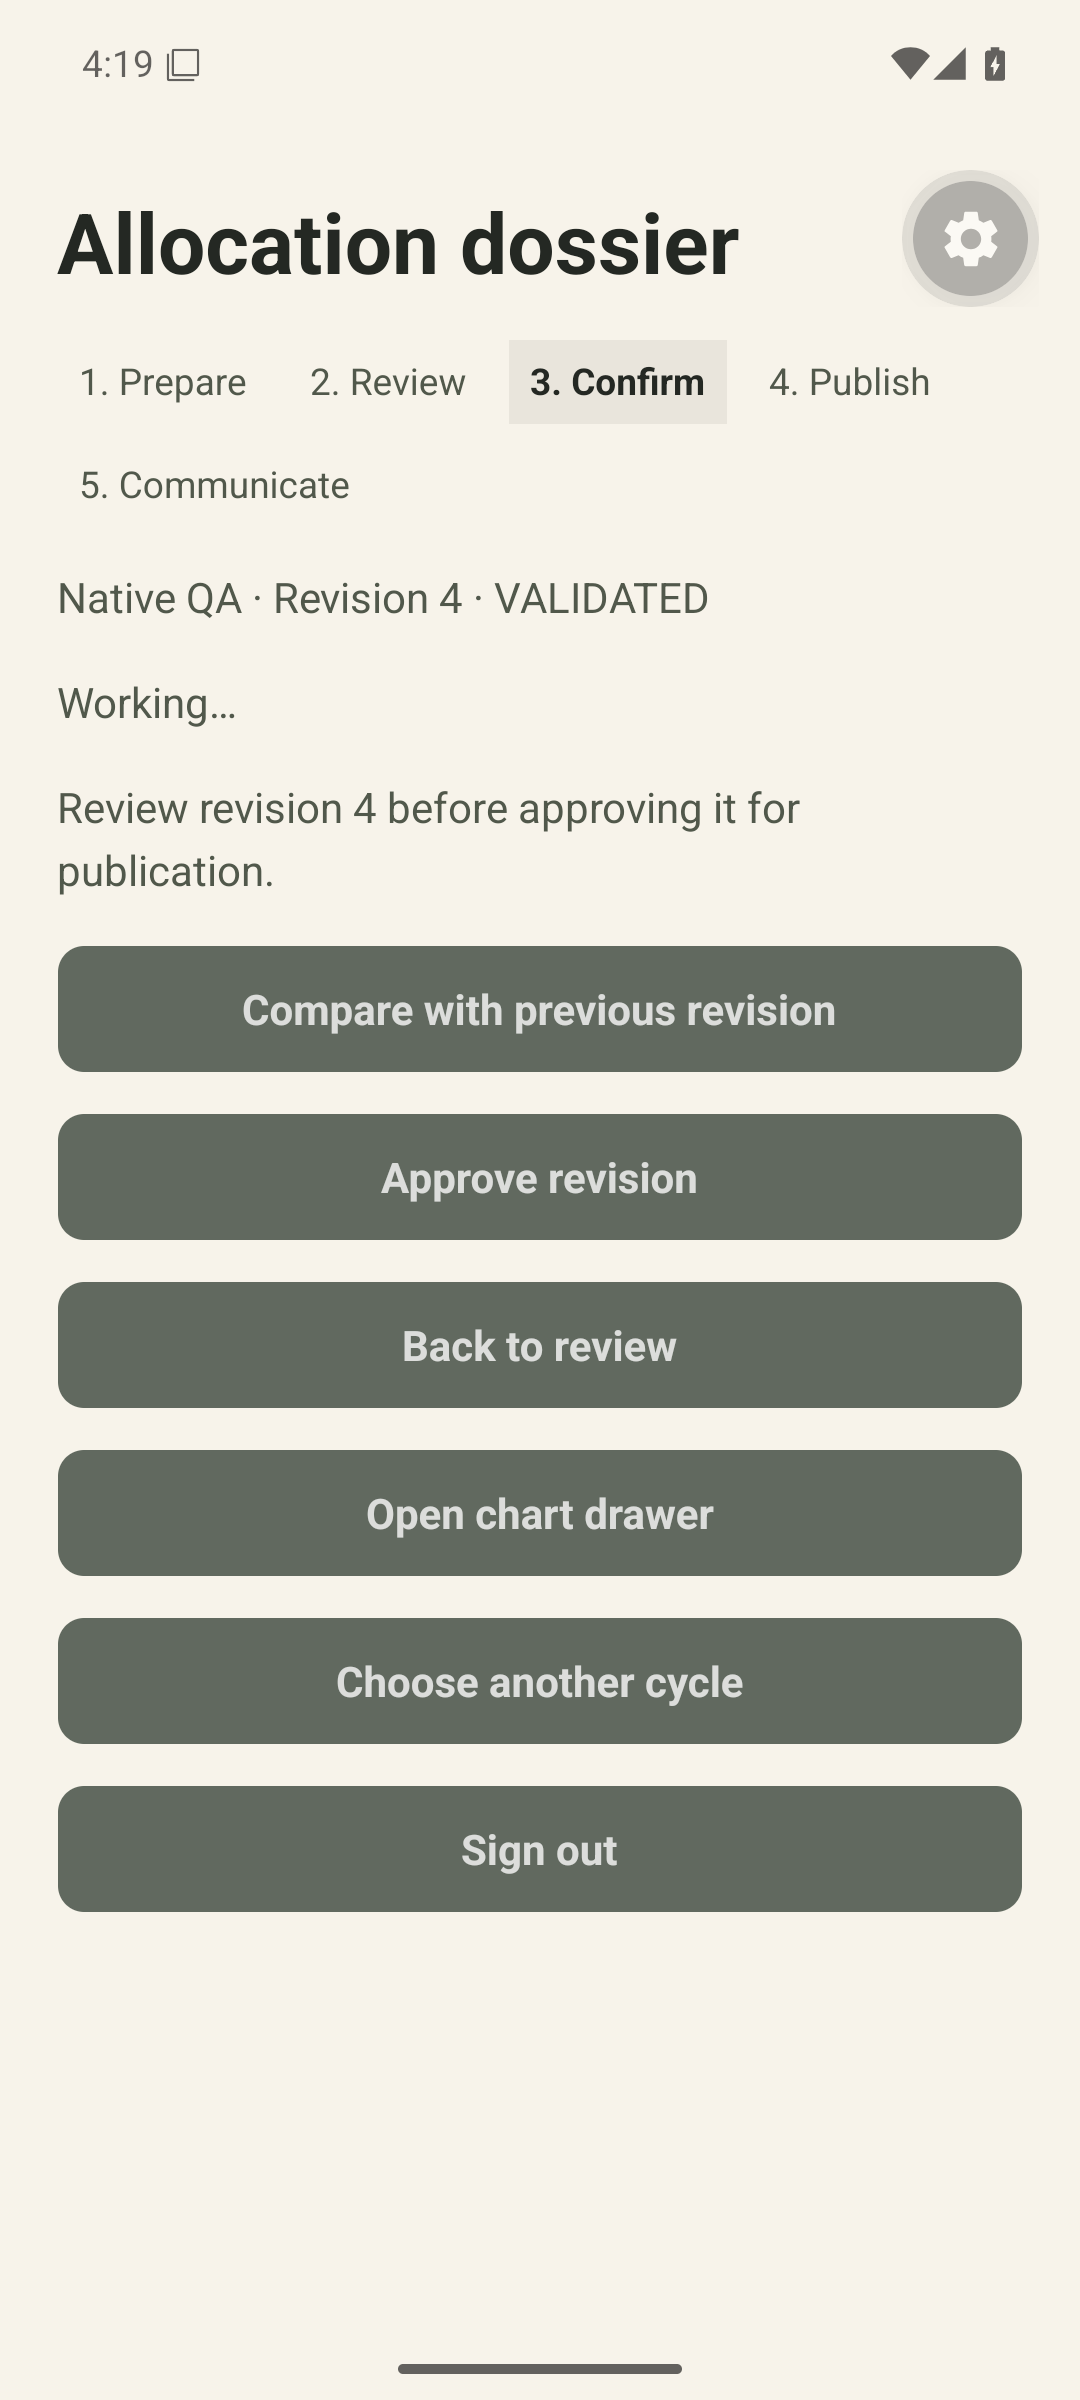 4:19
Allocation dossier
1. Prepare 2. Review 3. Confirm 4. Publish
5. Communicate
Native QA · Revision 4 · VALIDATED
Working…
Review revision 4 before approving it for
publication.
Compare with previous revision
Approve revision
Back to review
Open chart drawer
Choose another cycle
Sign out